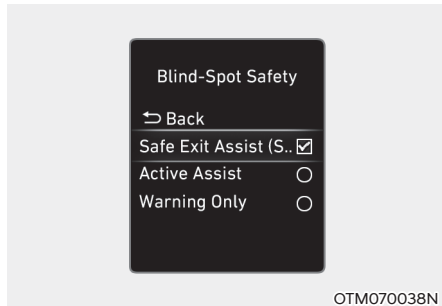 Blind-Spot Safety
Back
Safe Exit Assist (S..
Active Assist
Warning Only
OTM070038N